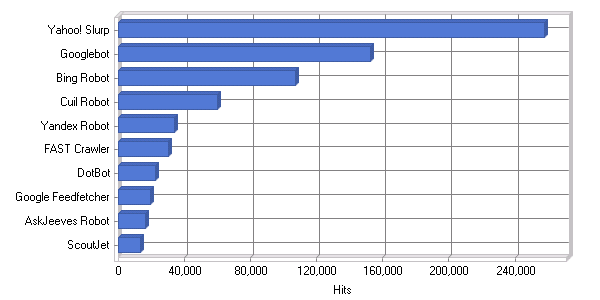 Yahoo! Slurp
Googlebot
Bing Robot
Cuil Robot
Yandex Robot
FAST Crawler
DotBot
Google Feedfetcher
AskJeeves Robot
ScoutJet
0 40,000 80,000 120,000 160,000 200,000 240,000
Hits